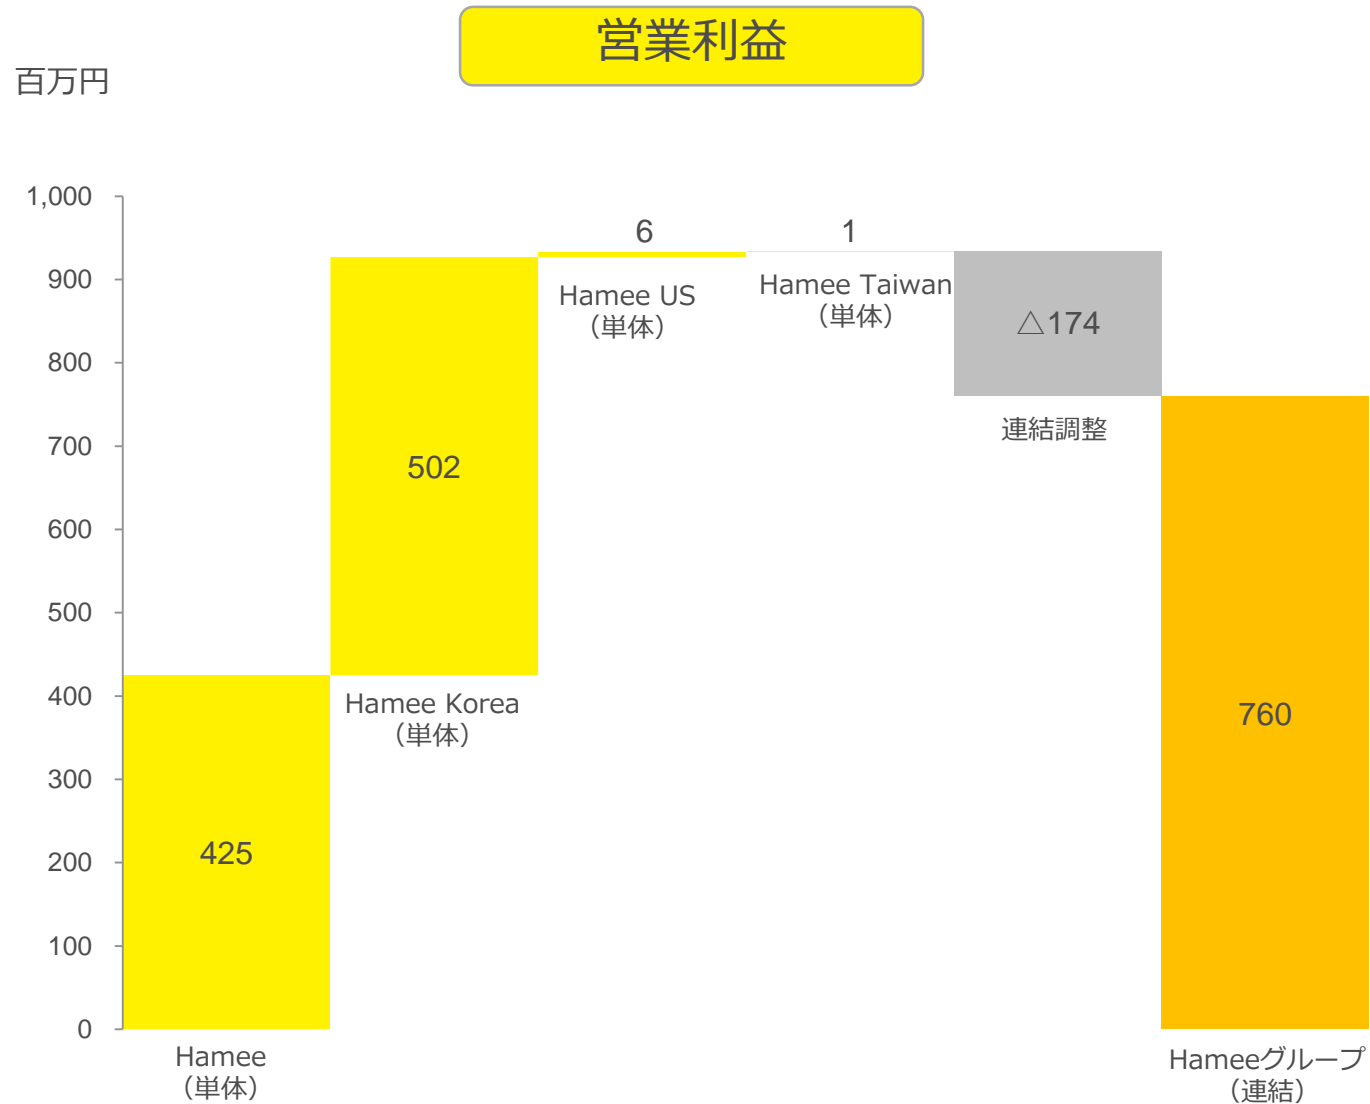 営業利益
百万円
1,000
900
800
700
600
500
400
300
200
100
0
425
Hamee
（単体）
502
Hamee Korea
（単体）
6
Hamee US
（単体）
1
Hamee Taiwan
（単体）
△174
連結調整
760
Hameeグループ
（連結）